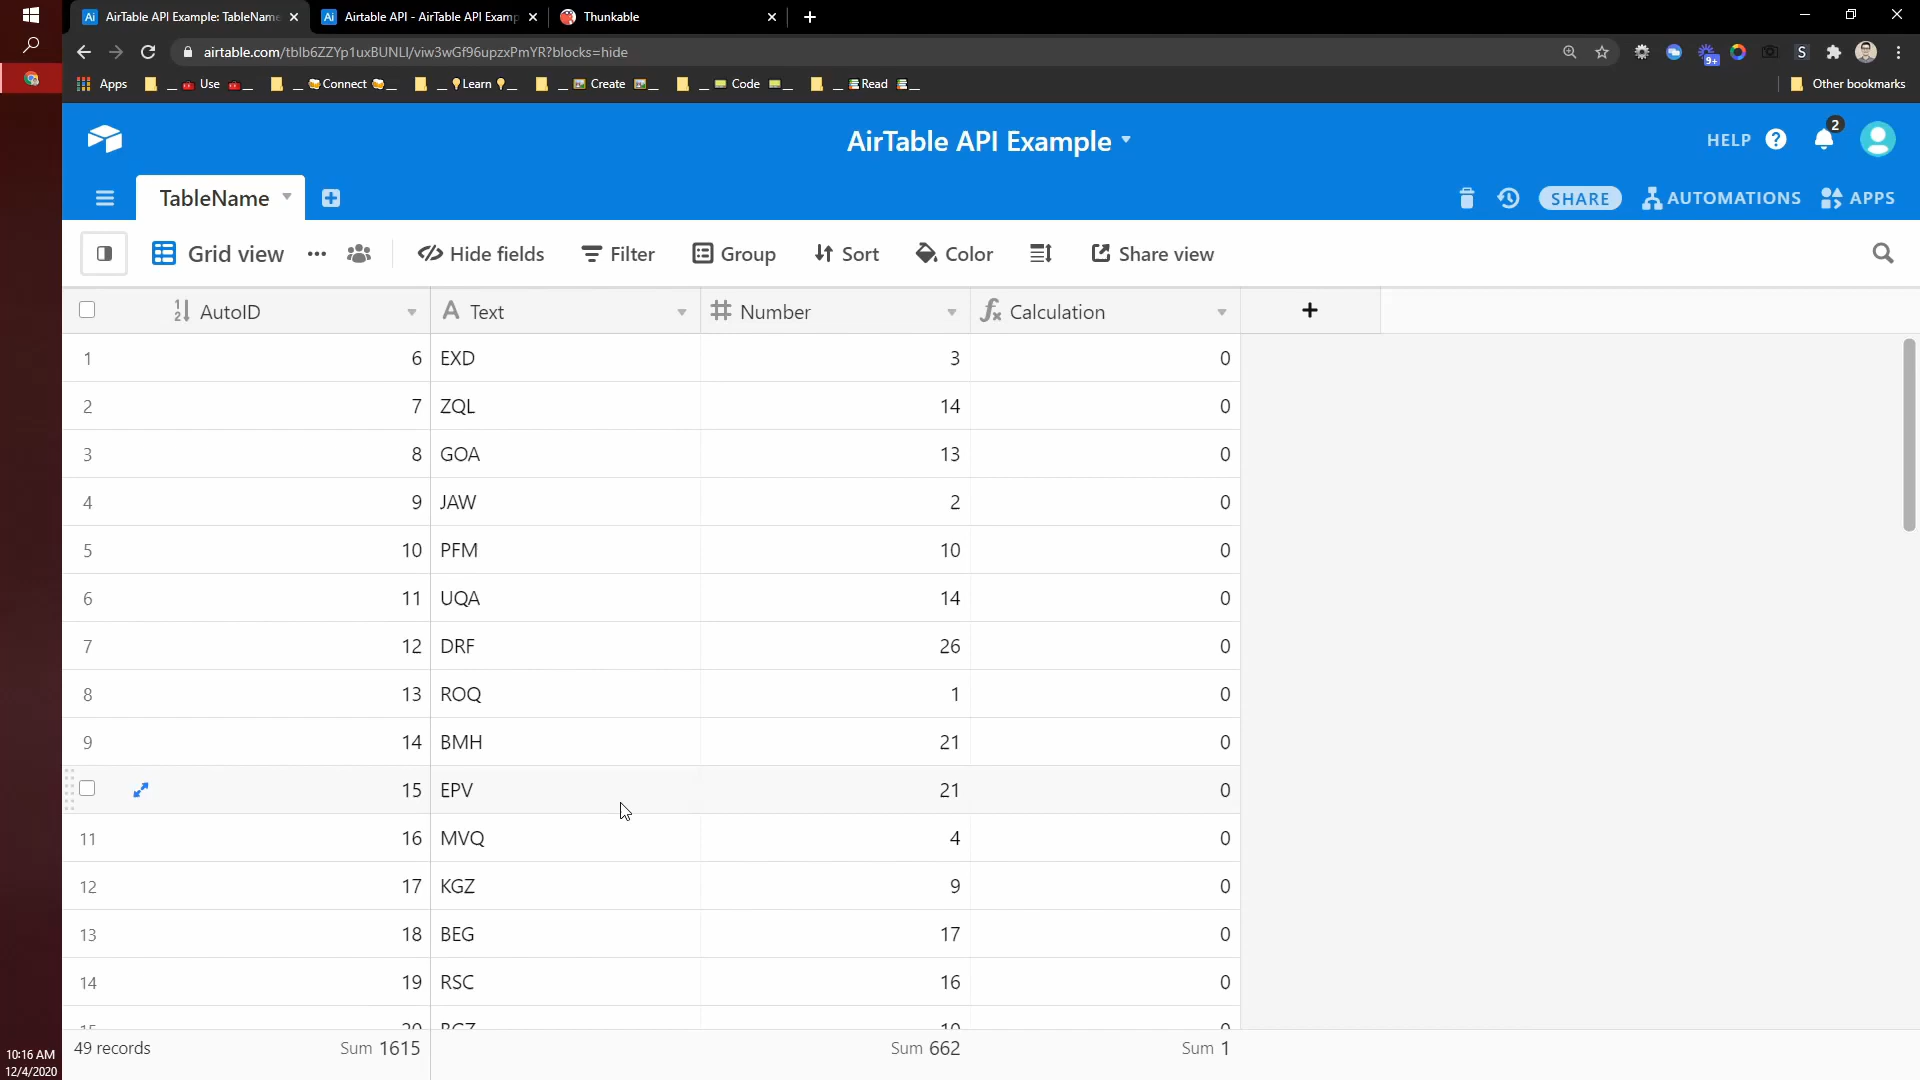 Ai AirTable API Example: TableName
Ai Airtable API - AirTable API Examp
Thunkable
airtable.com/tblb6ZZYp1uxBUNLI/viw3wGf96upzxPmYR?blocks=hide
9+
S
Apps
_ Use _
_ Connect _
_ Learn _
_ Create _
_ Code _
_ Read _
Other bookmarks
AirTable API Example
HELP ?
2
TableName
SHARE
AUTOMATIONS
APPS
Grid view
Hide fields
Filter
Group
Sort
Color
Share view
AutoID A Text # Number fx Calculation +
1 6 EXD 3 0
2 7 ZQL 14 0
3 8 GOA 13 0
4 9 JAW 2 0
5 10 PFM 10 0
6 11 UQA 14 0
7 12 DRF 26 0
8 13 ROQ 1 0
9 14 BMH 21 0
15 EPV 21 0
11 16 MVQ 4 0
12 17 KGZ 9 0
13 18 BEG 17 0
14 19 RSC 16 0
49 records Sum 1615 Sum 662 Sum 1
10:16 AM
12/4/2020